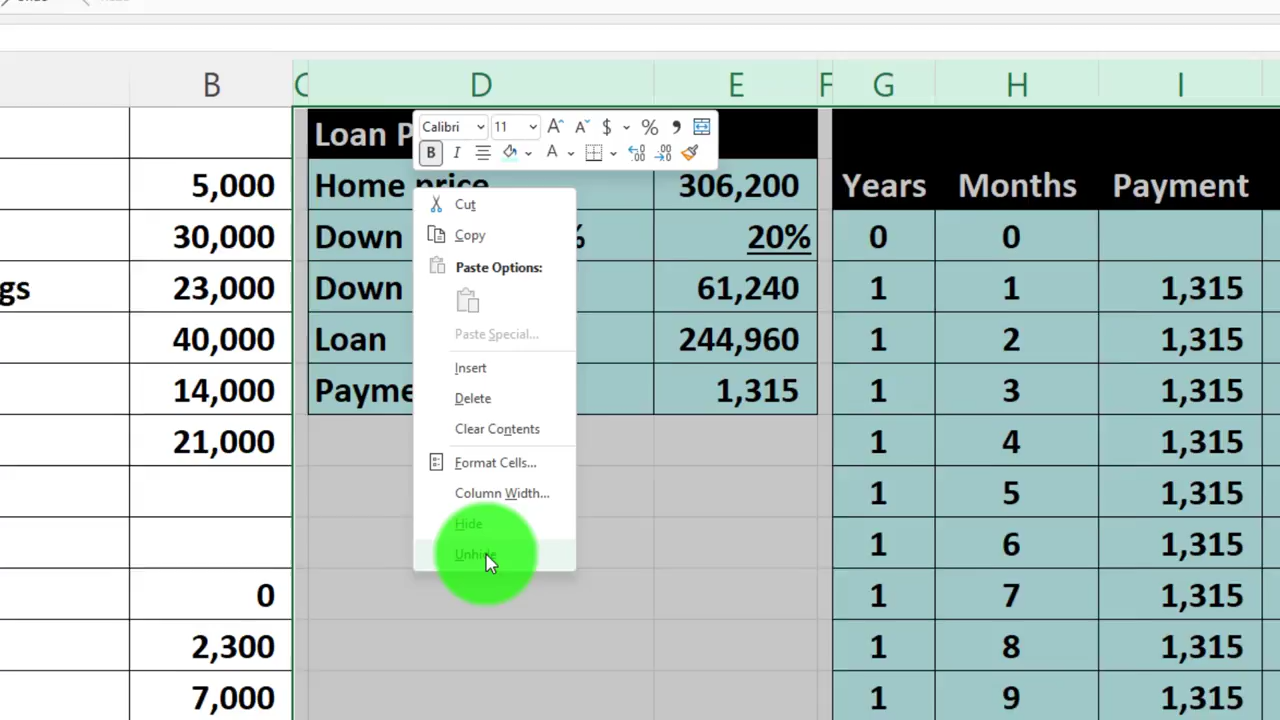 B C D E F G H I
Calibri 11 $ % ,
B I A
Loan P
5,000 Home price 306,200 Years Months Payment
30,000 Down % 20% 0 0
gs 23,000 Down 61,240 1 1 1,315
40,000 Loan 244,960 1 2 1,315
14,000 Payme 1,315 1 3 1,315
21,000 1 4 1,315
1 5 1,315
1 6 1,315
0 1 7 1,315
2,300 1 8 1,315
7,000 1 9 1,315
Cut
Copy
Paste Options:
Paste Special...
Insert
Delete
Clear Contents
Format Cells...
Column Width...
Hide
Unhide